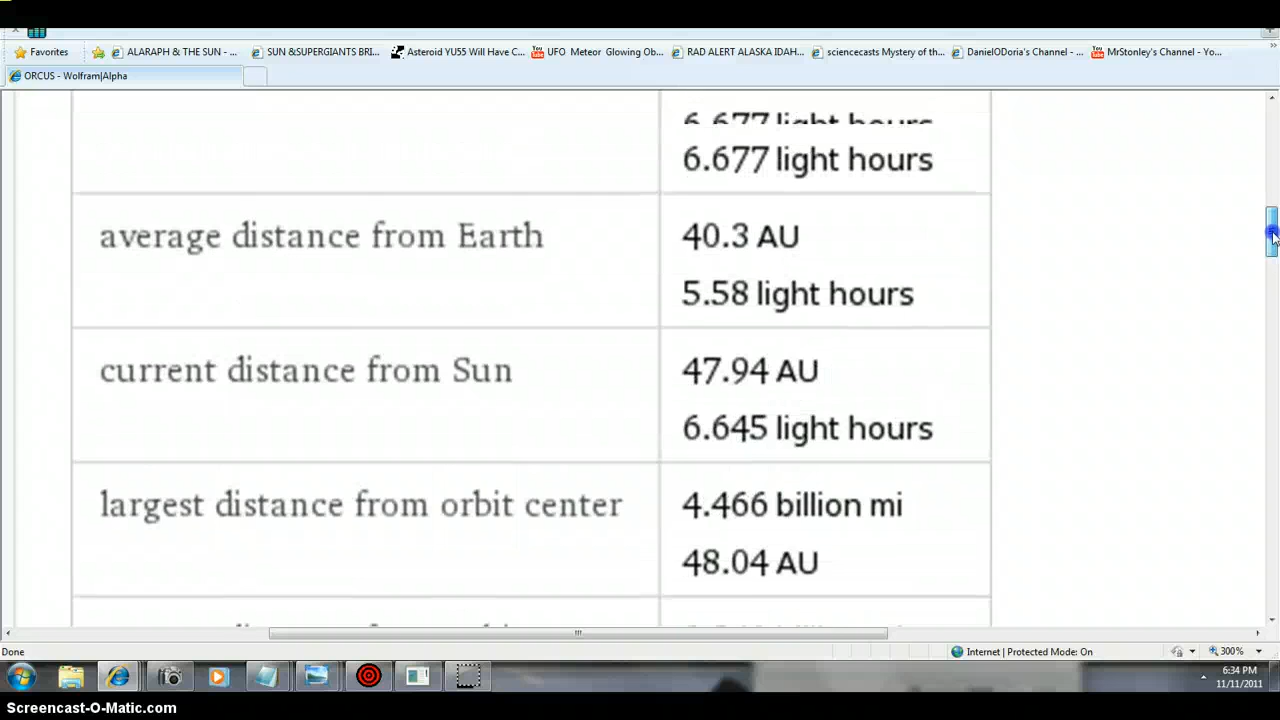 Favorites
ALARAPH & THE SUN - ...
SUN &SUPERGIANTS BRI...
Asteroid YU55 Will Have C...
UFO Meteor Glowing Ob...
RAD ALERT ALASKA IDAH...
sciencecasts Mystery of th...
DanielODoria's Channel - ...
MrStonley's Channel - Yo...
ORCUS - Wolfram|Alpha
6.677 light hours
6.677 light hours
average distance from Earth
40.3 AU
5.58 light hours
current distance from Sun
47.94 AU
6.645 light hours
largest distance from orbit center
4.466 billion mi
48.04 AU
Done
Internet | Protected Mode: On
300%
6:34 PM
11/11/2011
Screencast-O-Matic.com